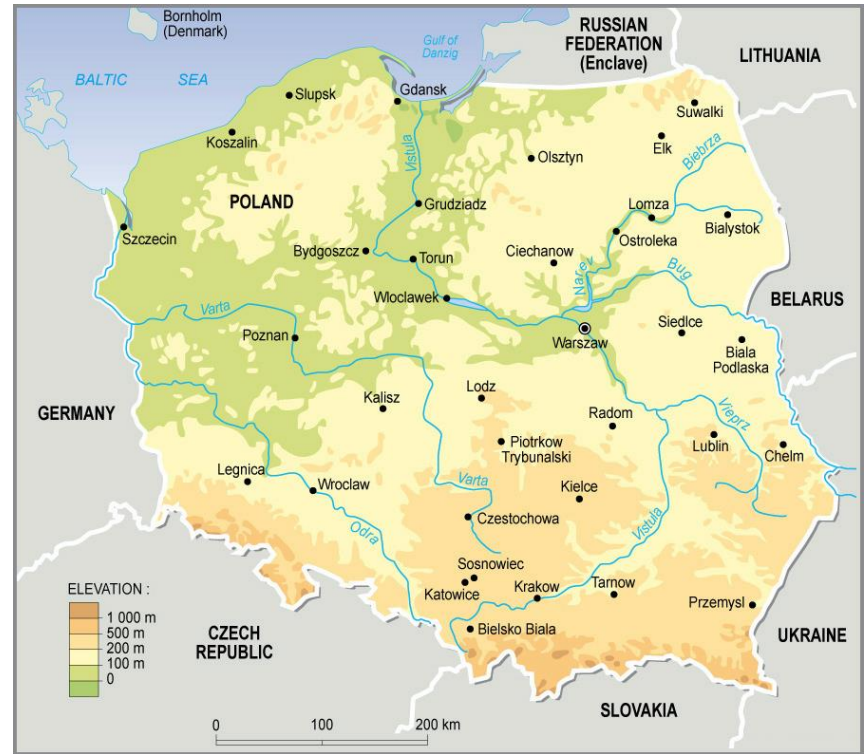 Bornholm
(Denmark)
RUSSIAN
FEDERATION
(Enclave)
LITHUANIA
Gulf of
Danzig
BALTIC SEA
Slupsk
Gdansk
Suwalki
Koszalin
Elk
Vistula
Olsztyn
Biebrza
POLAND
Grudziadz
Lomza
Szczecin
Bialystok
Ostroleka
Bydgoszcz
Torun
Ciechanow
Narev
Bug
Wloclawek
BELARUS
Varta
Siedlce
Poznan
Warszaw
Biala
Podlaska
Lodz
Kalisz
GERMANY
Vieprz
Radom
Piotrkow
Trybunalski
Lublin
Chelm
Legnica
Varta
Wroclaw
Kielce
Czestochowa
Vistula
Odra
Sosnowiec
Katowice
Krakow
Tarnow
ELEVATION :
1 000 m
500 m
200 m
100 m
0
Przemysl
CZECH
REPUBLIC
Bielsko Biala
UKRAINE
SLOVAKIA
0 100 200 km